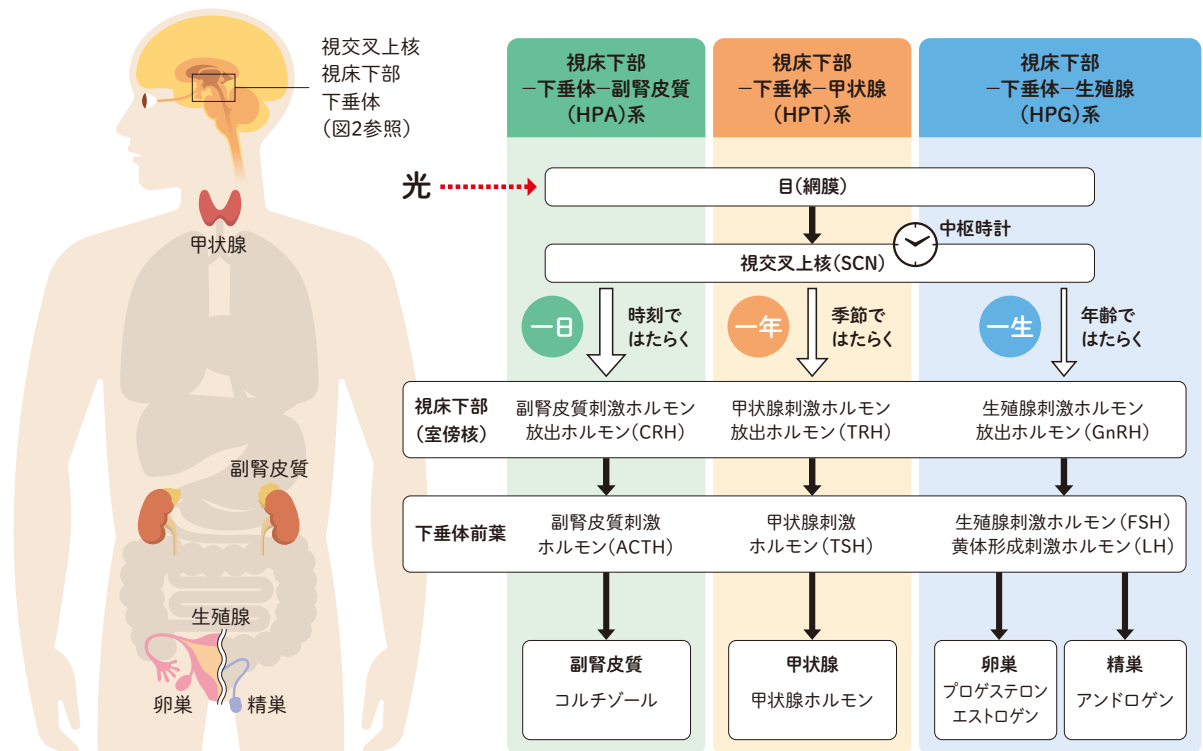 視交叉上核
視床下部
下垂体
(図2参照)
甲状腺
副腎皮質
生殖腺
卵巣
精巣
視床下部
−下垂体−副腎皮質
(HPA)系
視床下部
−下垂体−甲状腺
(HPT)系
視床下部
−下垂体−生殖腺
(HPG)系
光
目(網膜)
中枢時計
視交叉上核(SCN)
一日
時刻で
はたらく
一年
季節で
はたらく
一生
年齢で
はたらく
視床下部
(室傍核)
副腎皮質刺激ホルモン
放出ホルモン(CRH)
甲状腺刺激ホルモン
放出ホルモン(TRH)
生殖腺刺激ホルモン
放出ホルモン(GnRH)
下垂体前葉
副腎皮質刺激
ホルモン(ACTH)
甲状腺刺激
ホルモン(TSH)
生殖腺刺激ホルモン(FSH)
黄体形成刺激ホルモン(LH)
副腎皮質
コルチゾール
甲状腺
甲状腺ホルモン
卵巣
プロゲステロン
エストロゲン
精巣
アンドロゲン